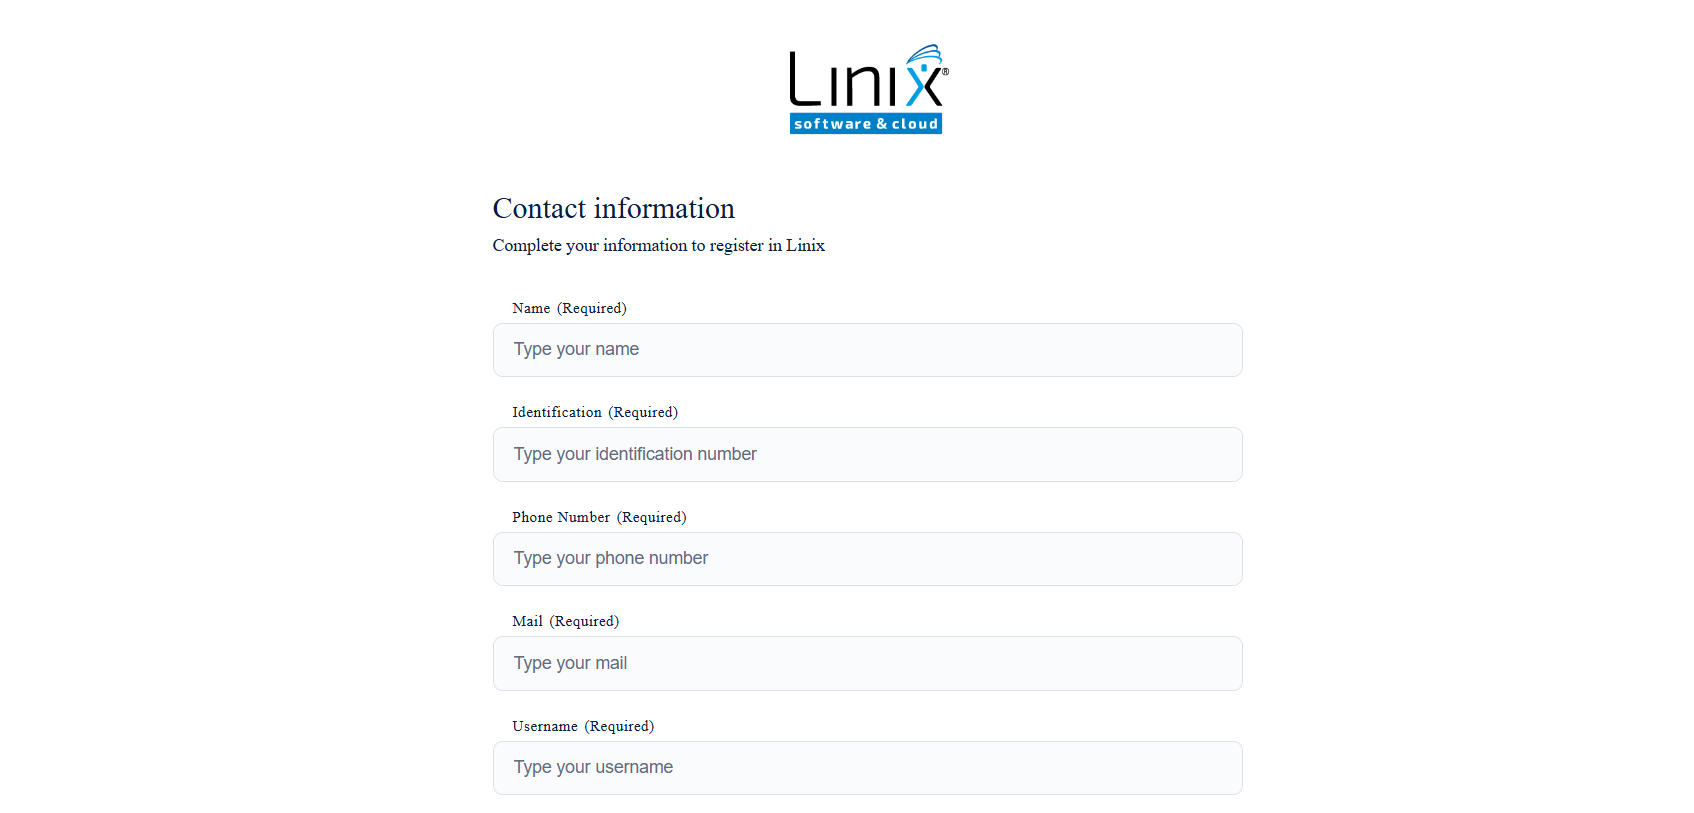 Linix®
software & cloud
Contact information
Complete your information to register in Linix
Name (Required)
Type your name
Identification (Required)
Type your identification number
Phone Number (Required)
Type your phone number
Mail (Required)
Type your mail
Username (Required)
Type your username